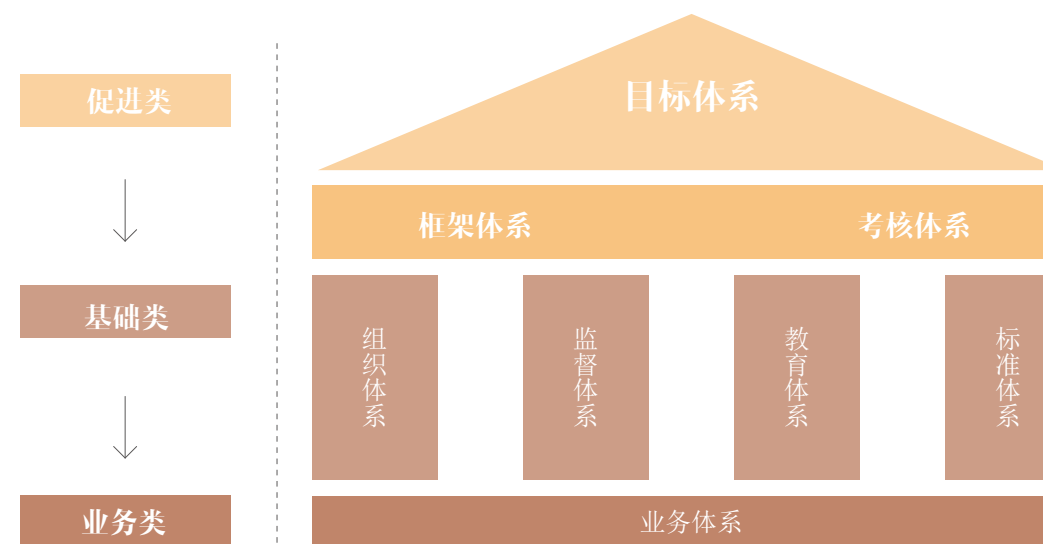 促进类
基础类
业务类
目标体系
框架体系
考核体系
组织体系
监督体系
教育体系
标准体系
业务体系